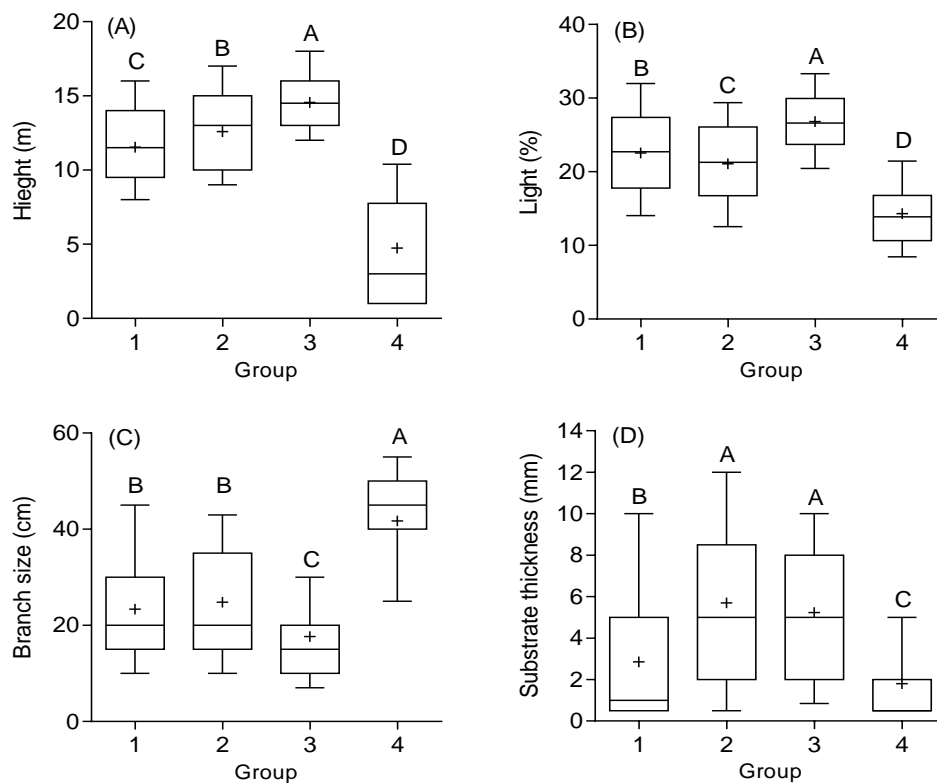 (A)
Hieght (m)
20
15
10
5
0
C
B
A
D
1 2 3 4
Group
(B)
Light (%)
40
30
20
10
0
B
C
A
D
1 2 3 4
Group
(C)
Branch size (cm)
60
40
20
0
B
B
C
A
1 2 3 4
Group
(D)
Substrate thickness (mm)
14
12
10
8
6
4
2
0
B
A
A
C
1 2 3 4
Group